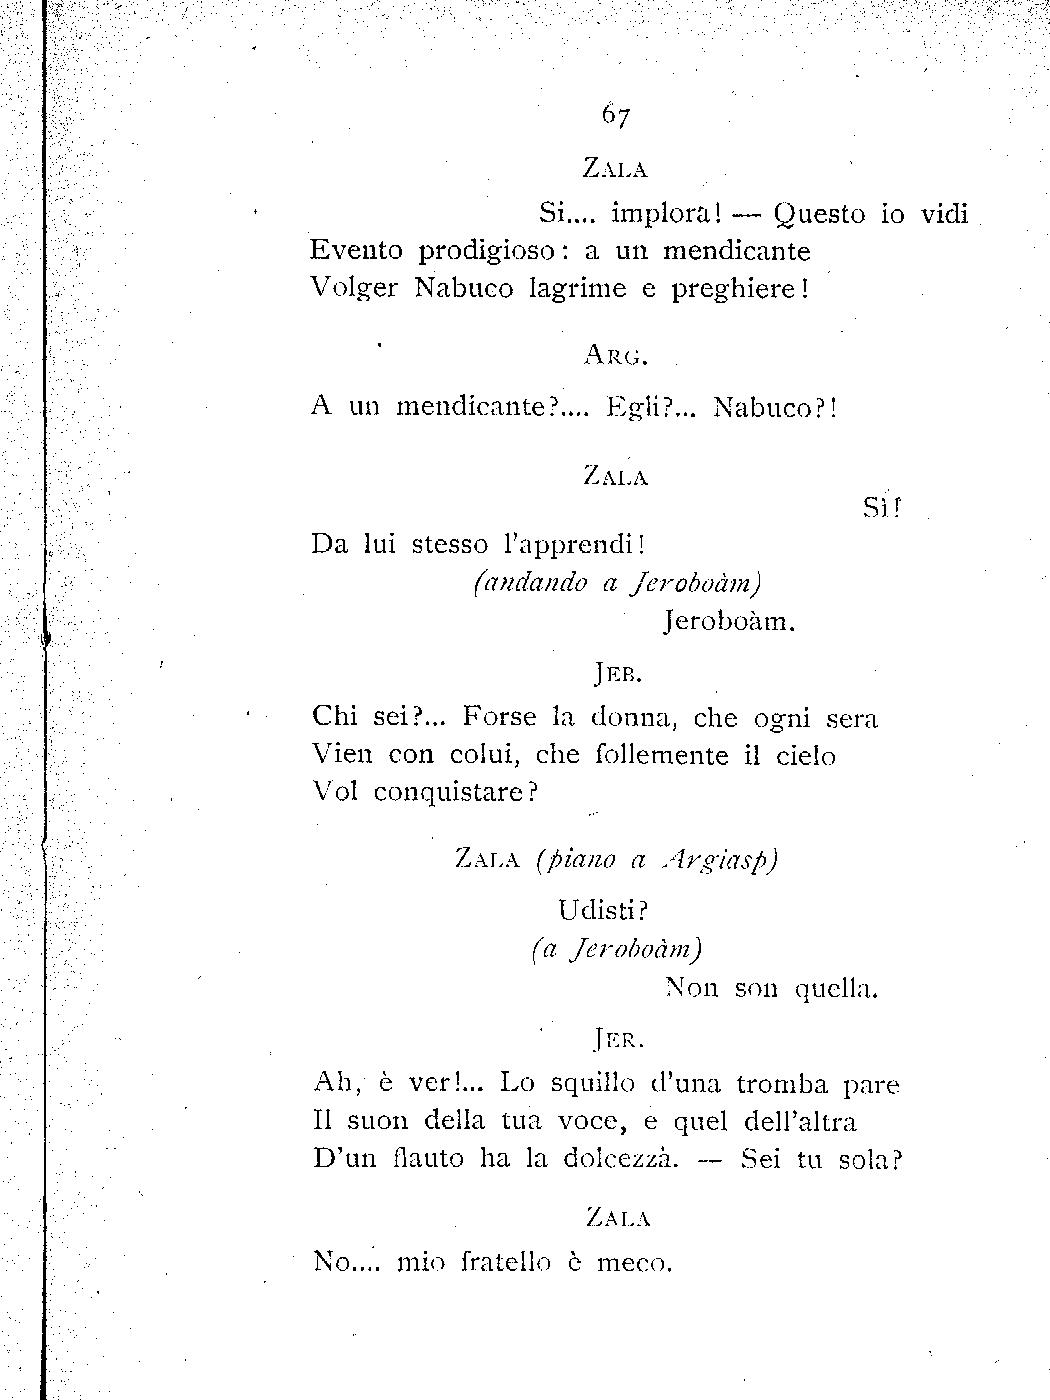 67
ZALA
Si.... implora! — Questo io vidi
Evento prodigioso: a un mendicante
Volger Nabuco lagrime e preghiere!
ARG.
A un mendicante?.... Egli?... Nabuco?!
ZALA
Sì!
Da lui stesso l'apprendi!
(andando a Jeroboàm)
Jeroboàm.
JER.
Chi sei?... Forse la donna, che ogni sera
Vien con colui, che follemente il cielo
Vol conquistare?
ZALA (piano a Argiasp)
Udisti?
(a Jeroboàm)
Non son quella.
JER.
Ah, è ver!... Lo squillo d'una tromba pare
Il suon della tua voce, e quel dell'altra
D'un flauto ha la dolcezzà. — Sei tu sola?
ZALA
No.... mio fratello è meco.